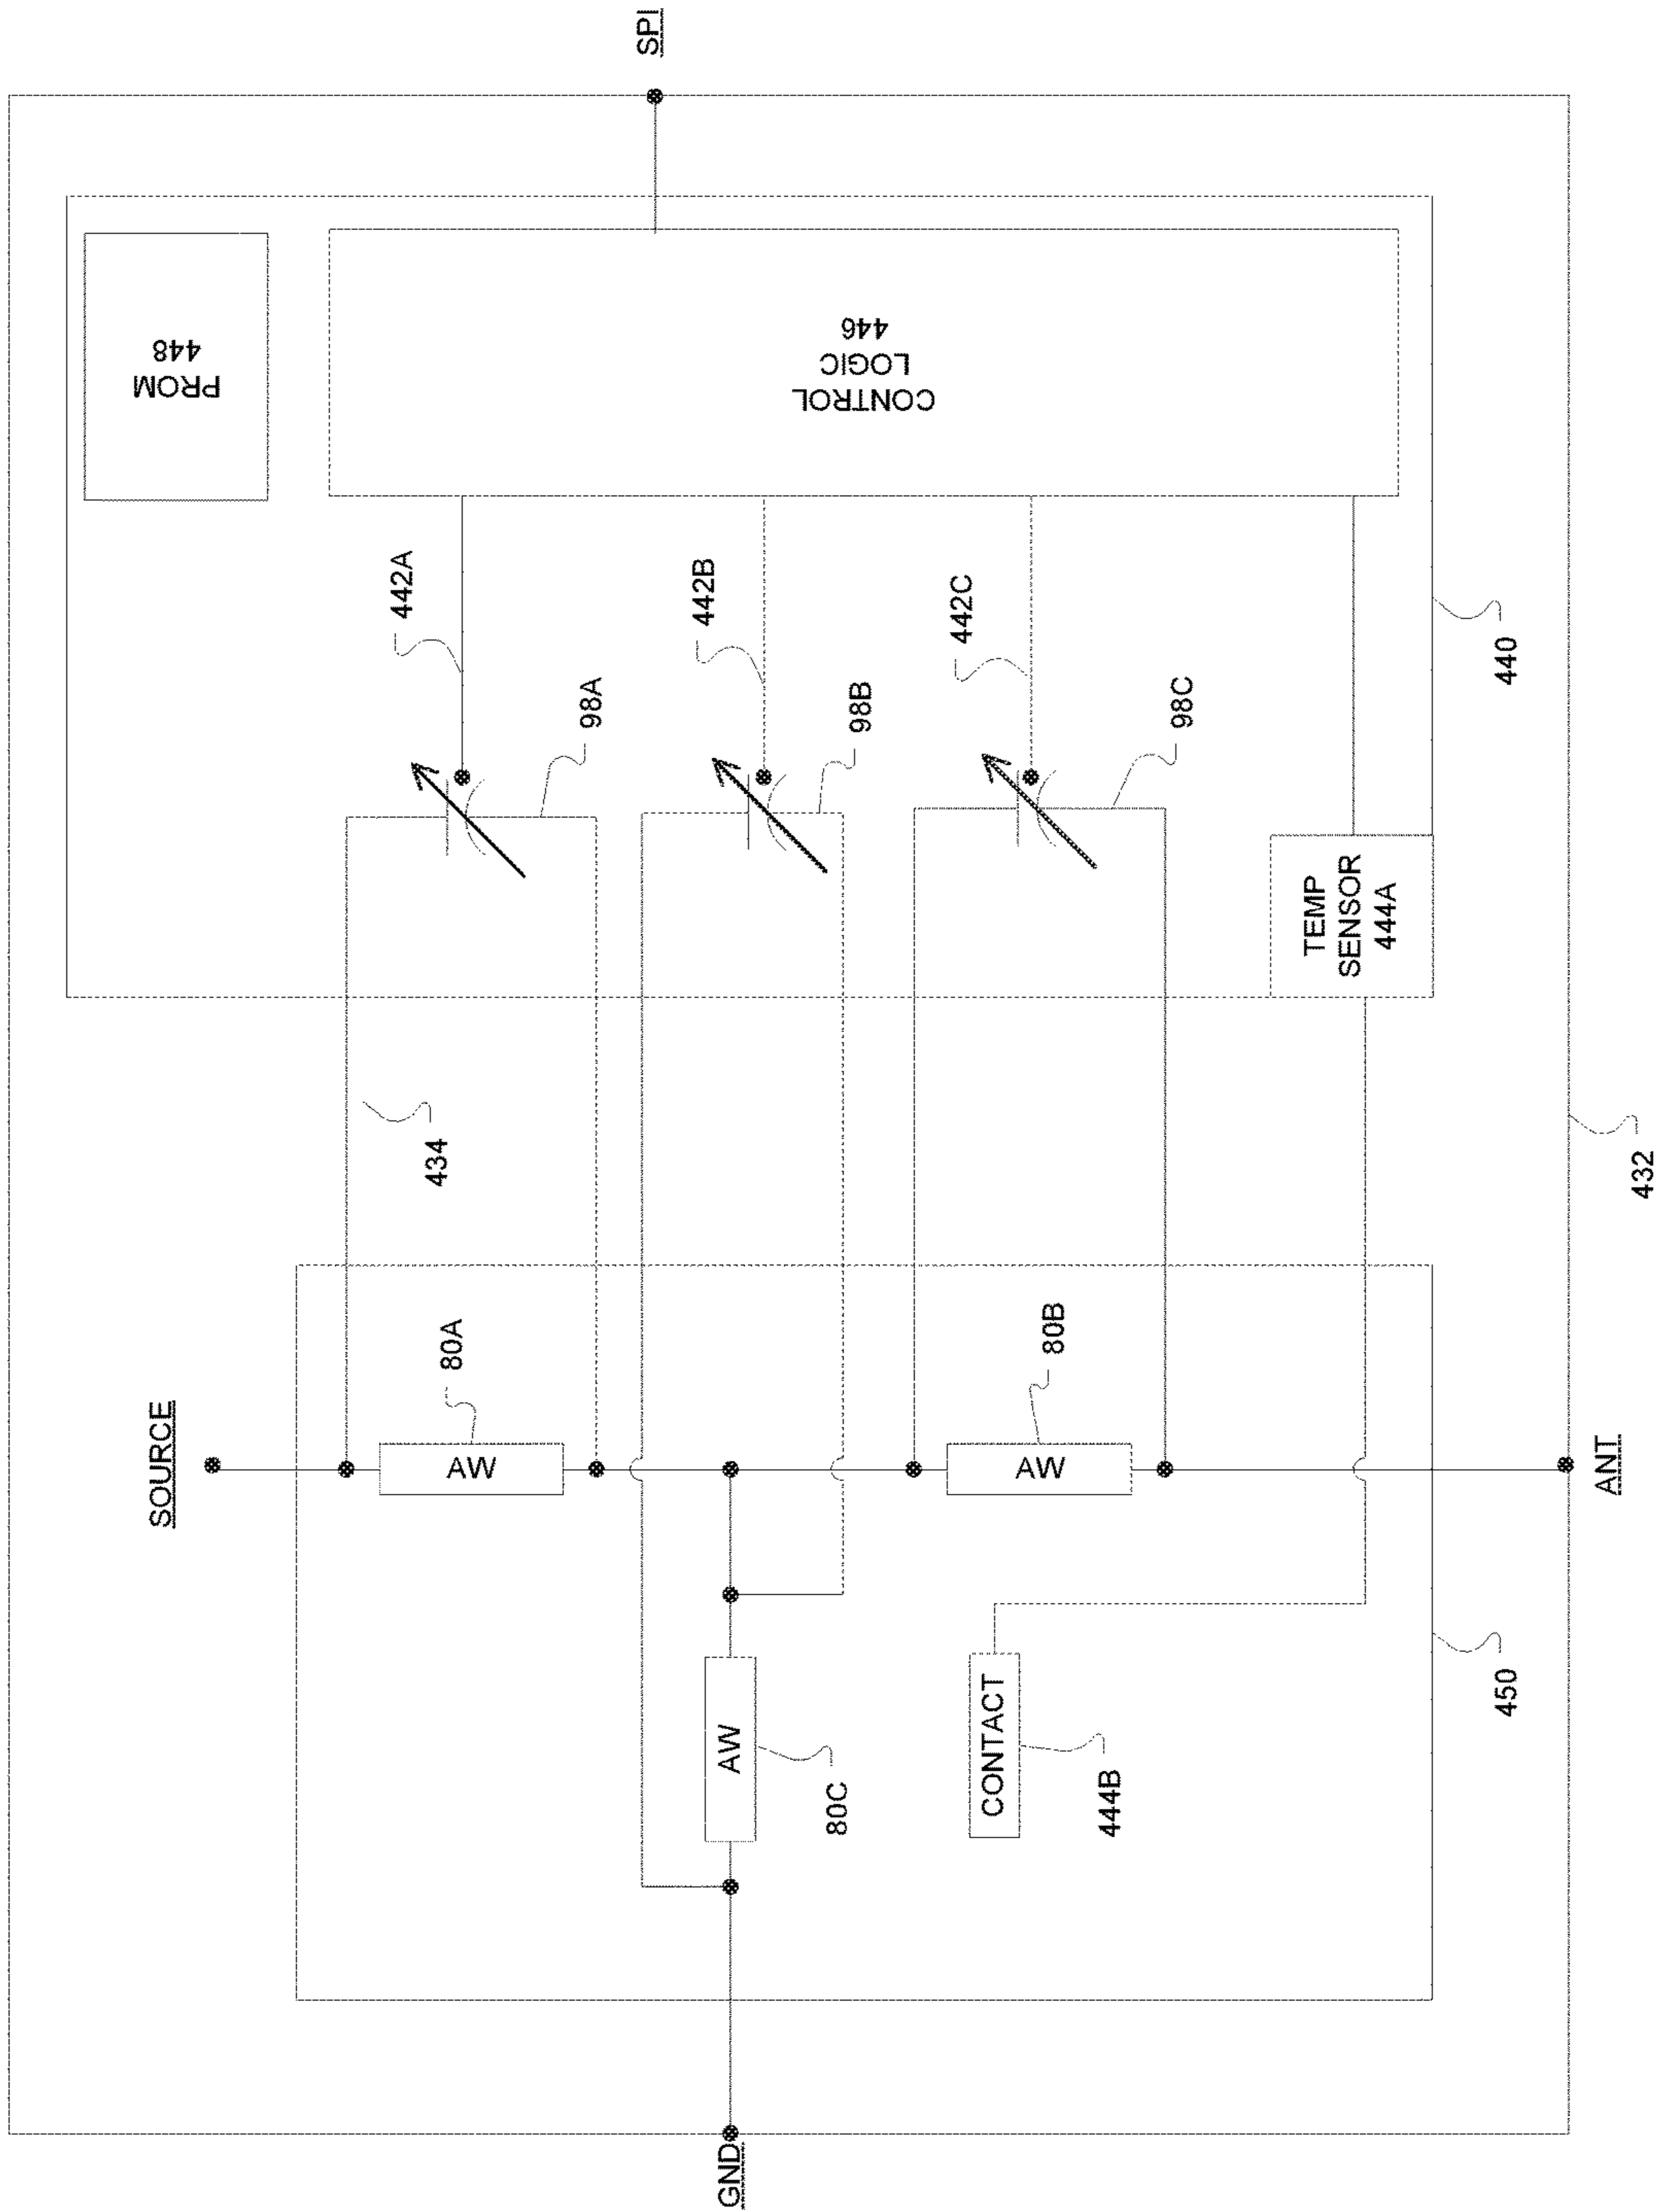 SPI
PROM
448
CONTROL
LOGIC
446
442A
442B
442C
98A
98B
98C
440
TEMP
SENSOR
444A
434
432
SOURCE
80A
AW
80B
AW
ANT
AW
80C
CONTACT
444B
450
GND